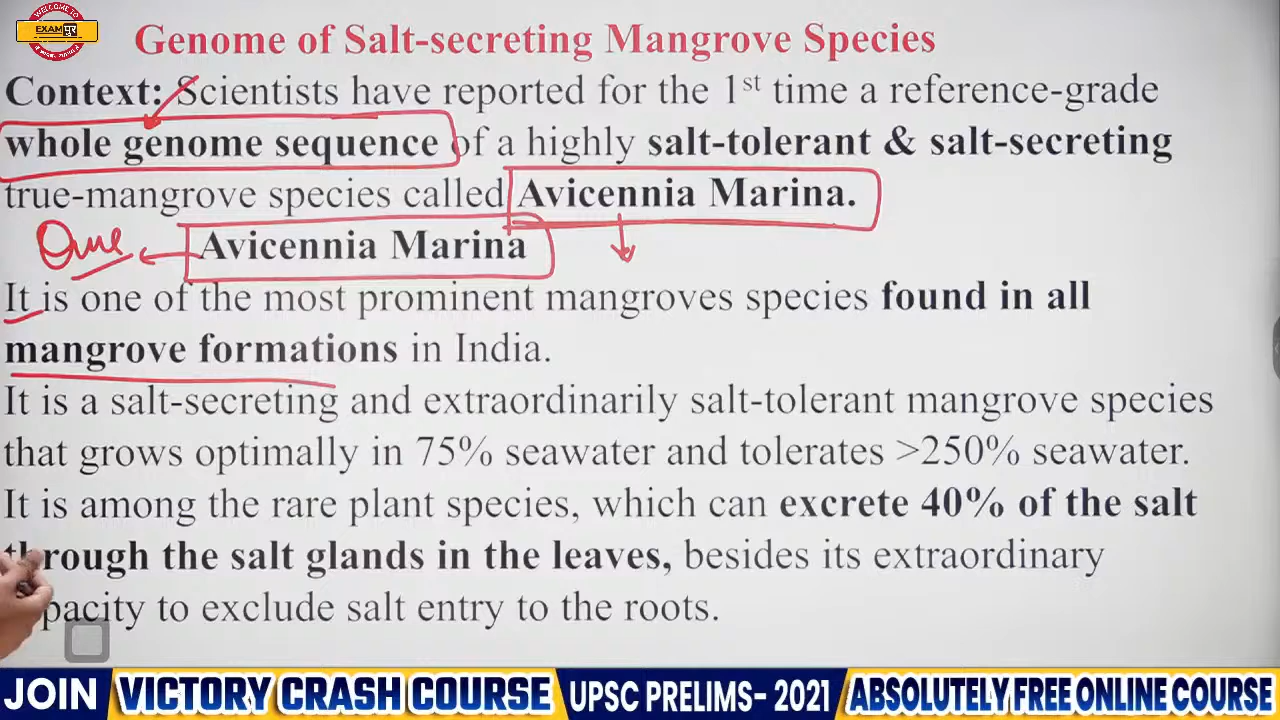 WELCOME TO
EXAMपुर
Genome of Salt-secreting Mangrove Species
Context: Scientists have reported for the 1st time a reference-grade
whole genome sequence of a highly salt-tolerant & salt-secreting
true-mangrove species called Avicennia Marina.
Que Avicennia Marina
It is one of the most prominent mangroves species found in all
mangrove formations in India.
It is a salt-secreting and extraordinarily salt-tolerant mangrove species
that grows optimally in 75% seawater and tolerates >250% seawater.
It is among the rare plant species, which can excrete 40% of the salt
through the salt glands in the leaves, besides its extraordinary
pacity to exclude salt entry to the roots.
JOIN VICTORY CRASH COURSE UPSC PRELIMS- 2021 ABSOLUTELY FREE ONLINE COURSE